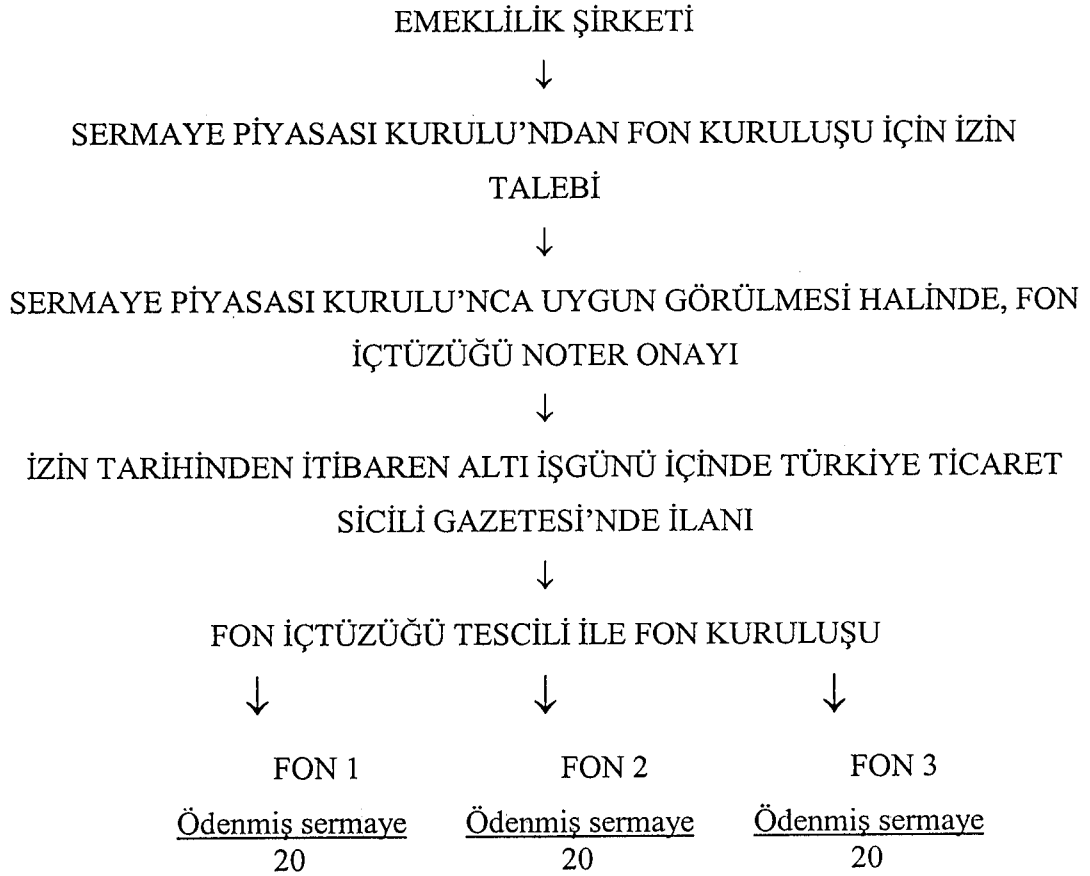 EMEKLİLİK ŞİRKETİ
↓
SERMAYE PİYASASI KURULU’NDAN FON KURULUŞU İÇİN İZİN
TALEBİ
↓
SERMAYE PİYASASI KURULU’NCA UYGUN GÖRÜLMESİ HALİNDE, FON
İÇTÜZÜĞÜ NOTER ONAYI
↓
İZİN TARİHİNDEN İTİBAREN ALTI İŞGÜNÜ İÇİNDE TÜRKİYE TİCARET
SİCİLİ GAZETESİ’NDE İLANI
↓
FON İÇTÜZÜĞÜ TESCİLİ İLE FON KURULUŞU
↓ ↓ ↓
FON 1 FON 2 FON 3
Ödenmiş sermaye Ödenmiş sermaye Ödenmiş sermaye
20 20 20